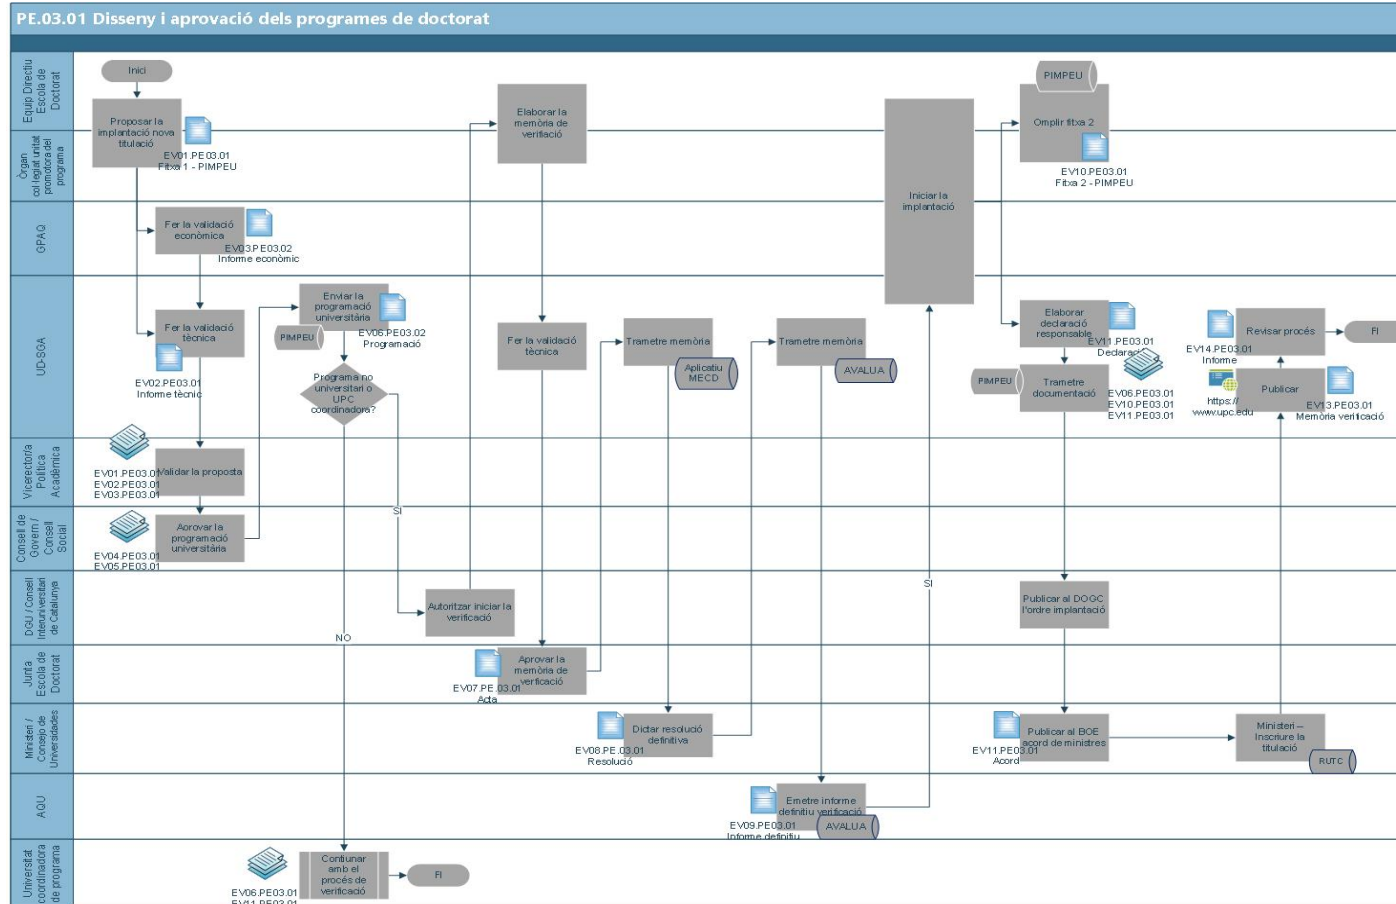 PE.03.01 Disseny i aprovació dels programes de doctorat
Equip Directiu
Escola de
Doctorat
Inici
Proposar la
implantació nova
titulació
EV01.PE03.01
Fitxa 1 - PIMPEU
Elaborar la
memòria de
verifiació
Iniciar la
implantació
PIMPEU
Omplir fitxa 2
EV10.PE03.01
Fitxa 2 - PIMPEU
Òrgan
col·legiat unitat
promotora del
programa
GPAQ
Fer la validació
econòmica
EV03.PE03.02
Informe econòmic
UD-SGA
Fer la validació
tècnica
EV02.PE03.01
Informe tècnic
Enviar la
programació
universitària
PIMPEU
EV06.PE03.02
Programació
Programa no
universitari o
UPC
coordinadora?
Fer la validació
tècnica
Trametre memòria
Aplicatiu
MECD
Trametre memòria
AVALUA
Elaborar
declaració
responsable
EV11.PE03.01
Declaració
PIMPEU
Trametre
documentació
EV06.PE03.01
EV10.PE03.01
EV11.PE03.01
Revisar procés
EV14.PE03.01
Informe
FI
Publicar
https://
www.upc.edu
EV13.PE03.01
Memòria verificació
Vicerector/a
Política
Acadèmica
EV01.PE03.01
EV02.PE03.01
EV03.PE03.01
Validar la proposta
Consell de
Govern /
Consell
Social
EV04.PE03.01
EV05.PE03.01
Aprovar la
programació
universitària
SI
DGU / Consell
Interuniversitari
de Catalunya
Autoritzar iniciar la
verificació
SI
Publicar al DOGC
l'ordre implantació
NO
Junta
Escola de
Doctorat
EV07.PE.03.01
Acta
Aprovar la
memòria de
verficació
Ministeri /
Consejo de
Universidades
EV08.PE.03.01
Resolució
Dictar resolució
definitiva
EV11.PE03.01
Acord
Publicar al BOE
acord de ministres
Ministeri –
Inscriure la
titulació
RUTC
AQU
EV09.PE03.01
Informe definitiu
Emetre informe
definitiu verificació
AVALUA
Universitat
coordinadora
de programa
EV06.PE03.01
EV11.PE03.01
Contiunar
amb el
procés de
verificació
FI